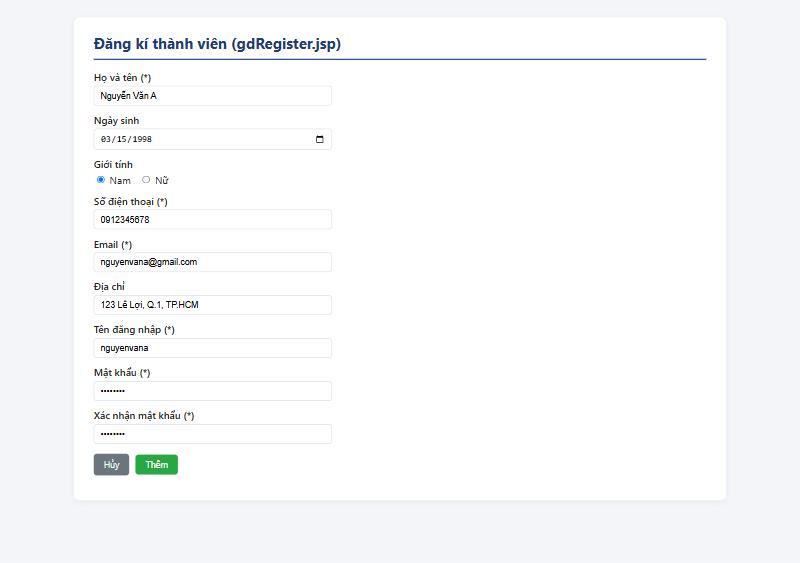 Đăng kí thành viên (gdRegister.jsp)
Họ và tên (*)
Nguyễn Văn A
Ngày sinh
03/15/1998
Giới tính
Nam Nữ
Số điện thoại (*)
0912345678
Email (*)
nguyenvana@gmail.com
Địa chỉ
123 Lê Lợi, Q.1, TP.HCM
Tên đăng nhập (*)
nguyenvana
Mật khẩu (*)
••••••••
Xác nhận mật khẩu (*)
••••••••
Hủy Thêm